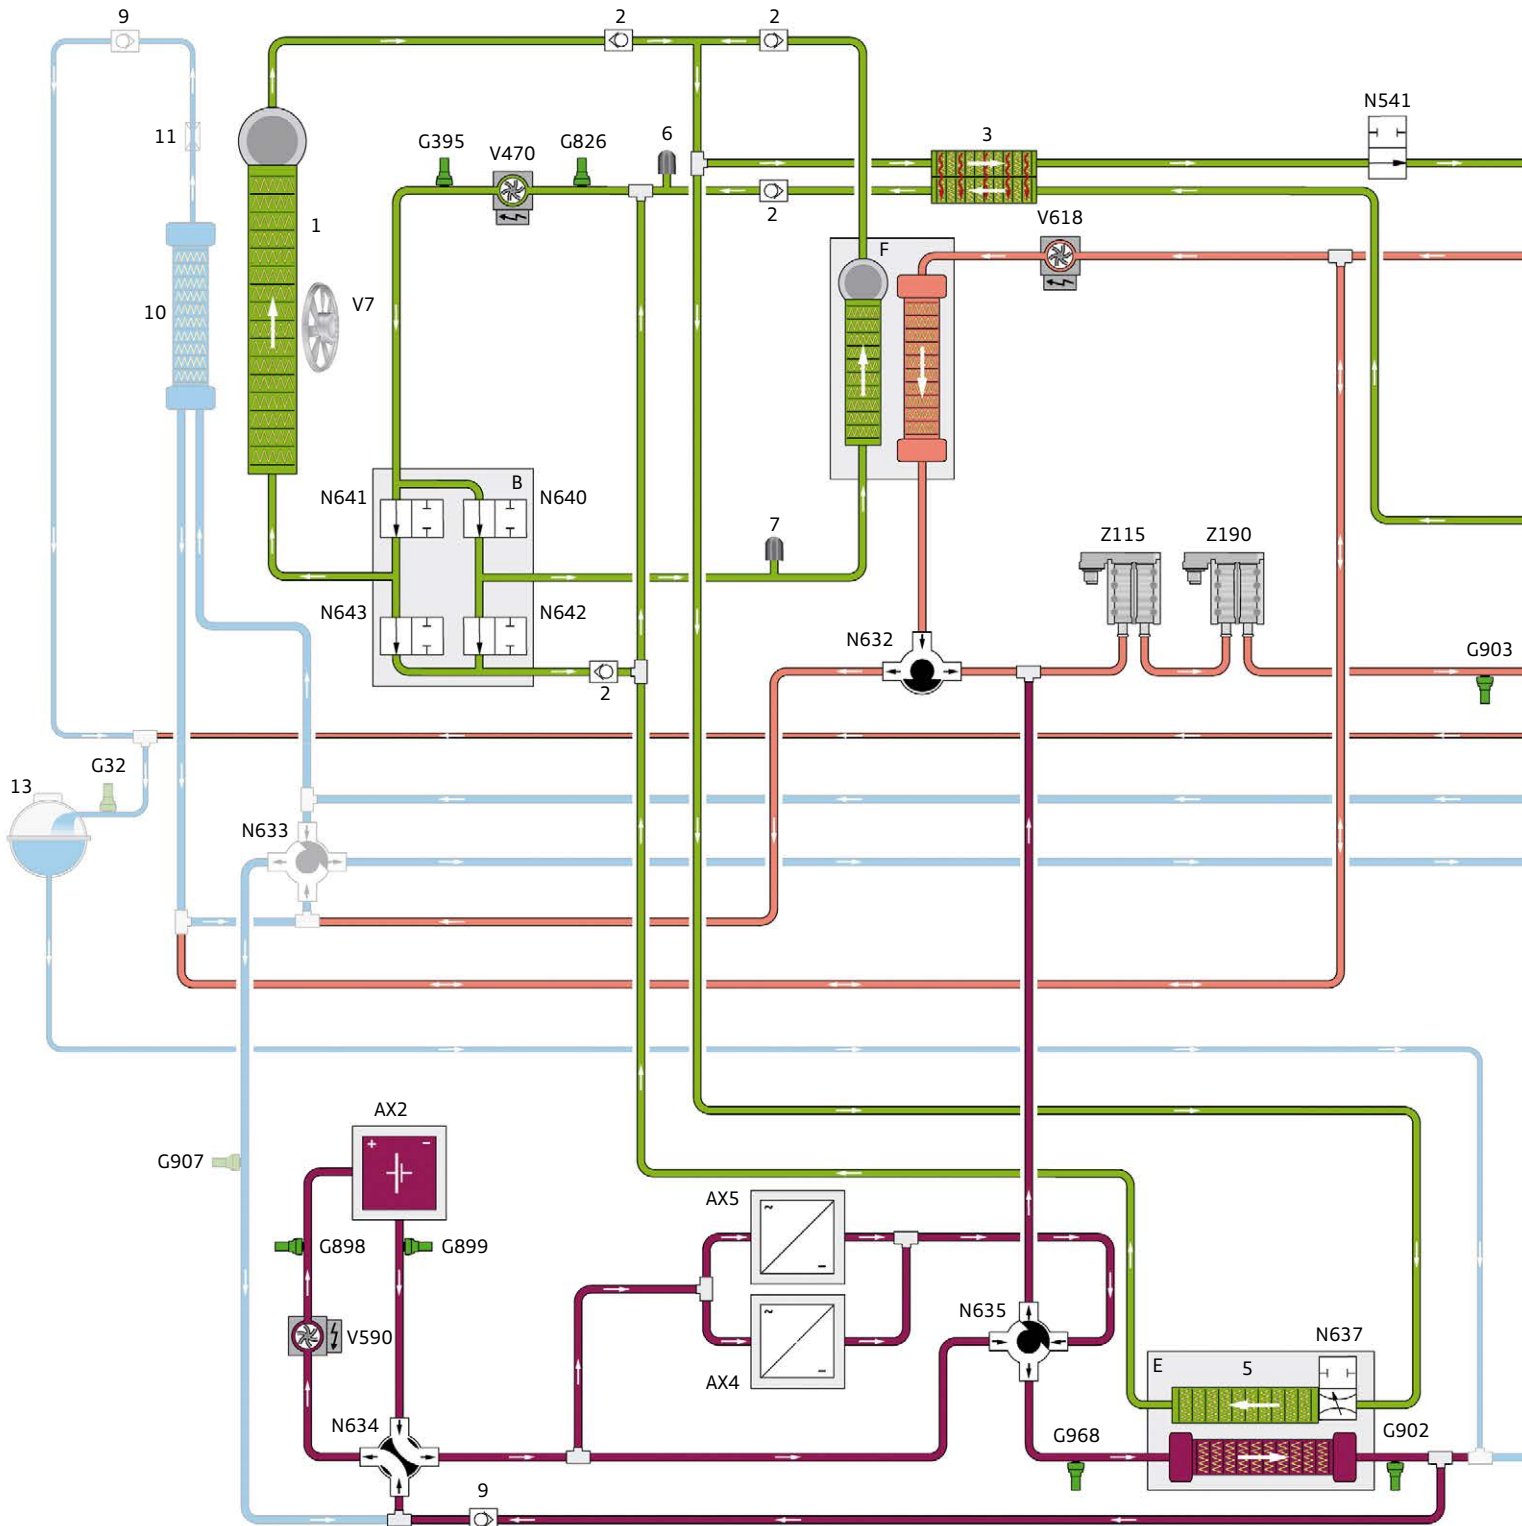 9
2
2
N541
11
G395
V470
G826
6
3
1
2
V618
F
10
V7
B
N641
N640
7
Z115
Z190
N643
N642
N632
G903
2
G32
13
N633
AX2
+ -
G907
AX5
~
–
G898
G899
N635
V590
N637
~
–
AX4
E
5
N634
G968
G902
9